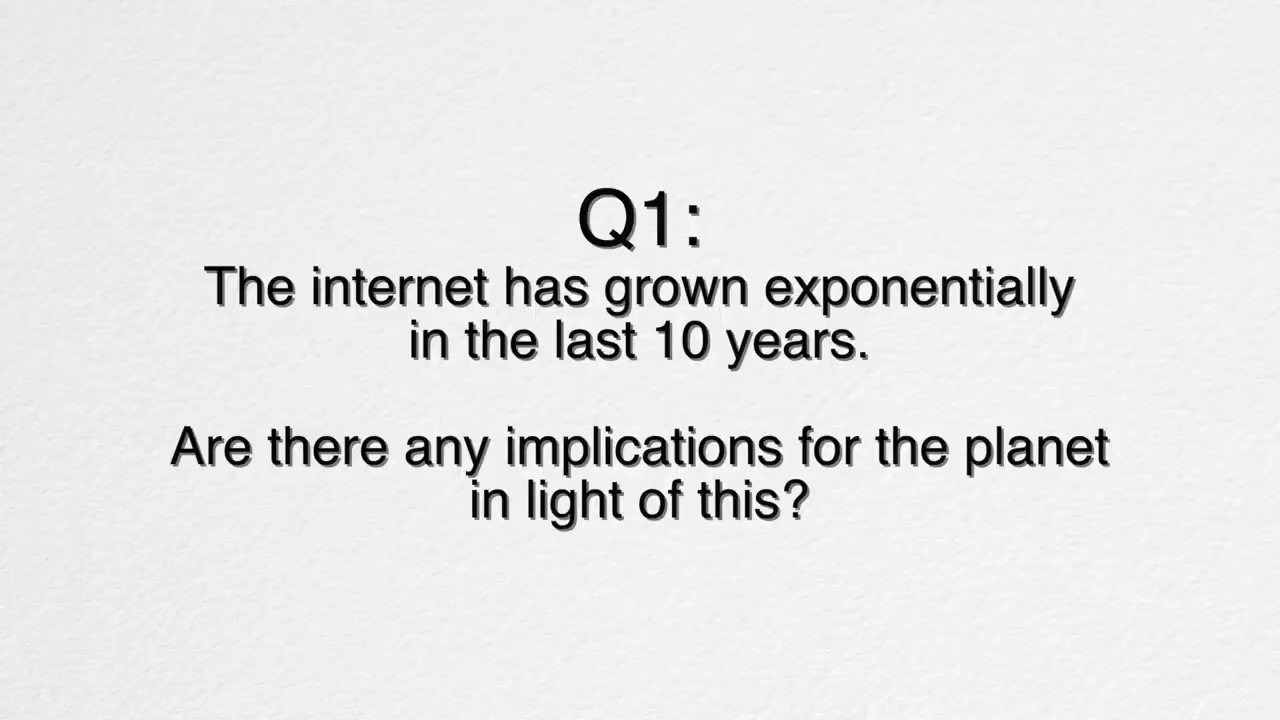 Q1:
The internet has grown exponentially
in the last 10 years.
Are there any implications for the planet
in light of this?